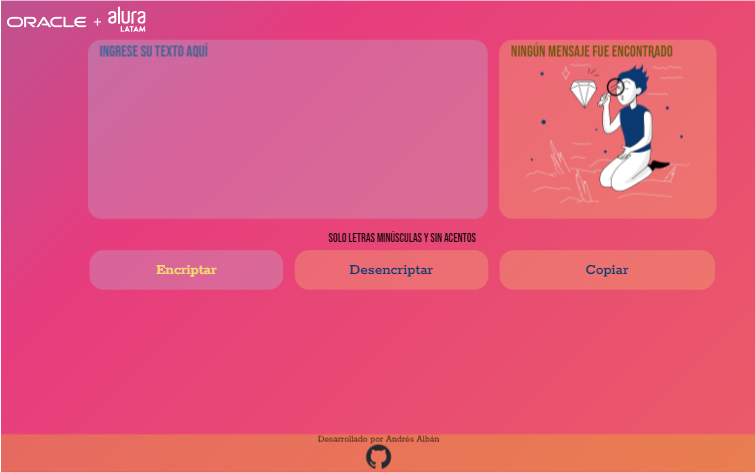 ORACLE + alura
LATAM
INGRESE SU TEXTO AQUÍ
NINGÚN MENSAJE FUE ENCONTRADO
SOLO LETRAS MINÚSCULAS Y SIN ACENTOS
Encriptar
Desencriptar
Copiar
Desarrollado por Andrés Albán